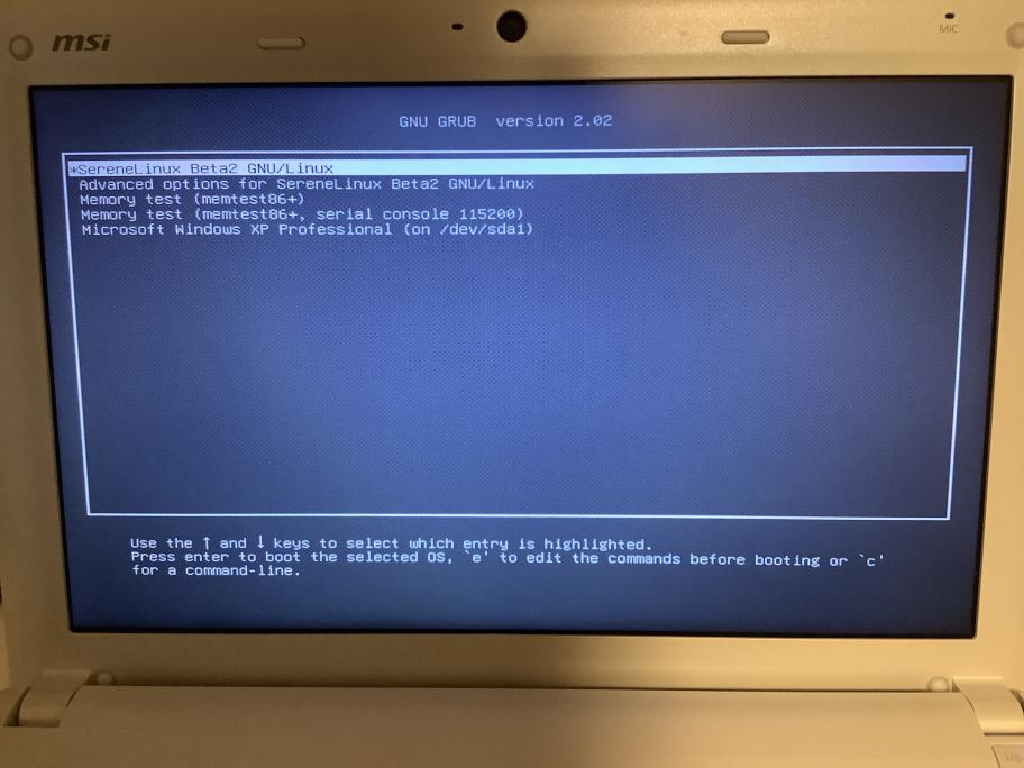 msi
MIC
GNU GRUB version 2.02
*SereneLinux Beta2 GNU/Linux
Advanced options for SereneLinux Beta2 GNU/Linux
Memory test (memtest86+)
Memory test (memtest86+, serial console 115200)
Microsoft Windows XP Professional (on /dev/sda1)
Use the ↑ and ↓ keys to select which entry is highlighted.
Press enter to boot the selected OS, `e' to edit the commands before booting or `c'
for a command-line.